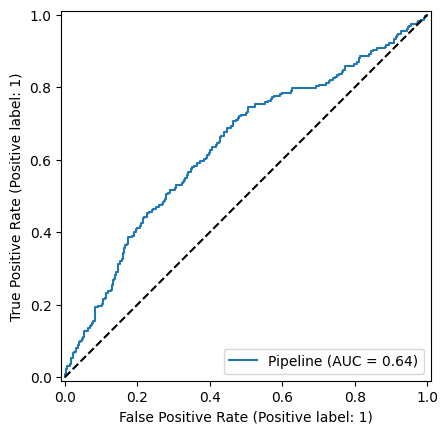 1.0
0.8
0.6
0.4
0.2
0.0
True Positive Rate (Positive label: 1)
Pipeline (AUC = 0.64)
0.0 0.2 0.4 0.6 0.8 1.0
False Positive Rate (Positive label: 1)